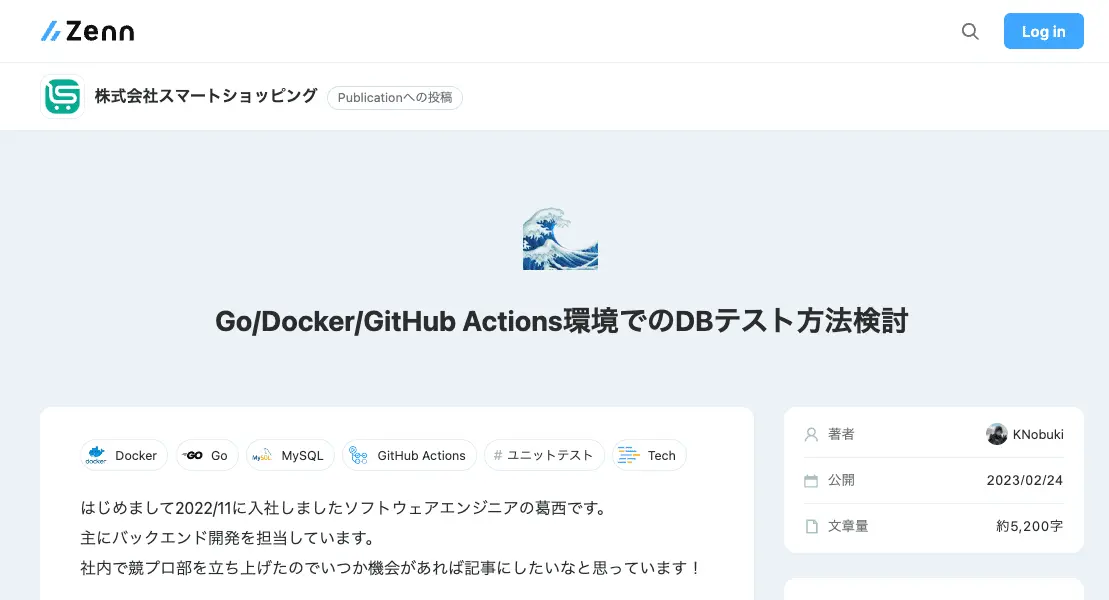 Zenn
Log in
株式会社スマートショッピング
Publicationへの投稿
Go/Docker/GitHub Actions環境でのDBテスト方法検討
docker Docker
GO Go
MySQL MySQL
GitHub Actions
# ユニットテスト
Tech
はじめまして2022/11に入社しましたソフトウェアエンジニアの葛西です。
主にバックエンド開発を担当しています。
社内で競プロ部を立ち上げたのでいつか機会があれば記事にしたいなと思っています！
著者 KNobuki
公開 2023/02/24
文章量 約5,200字